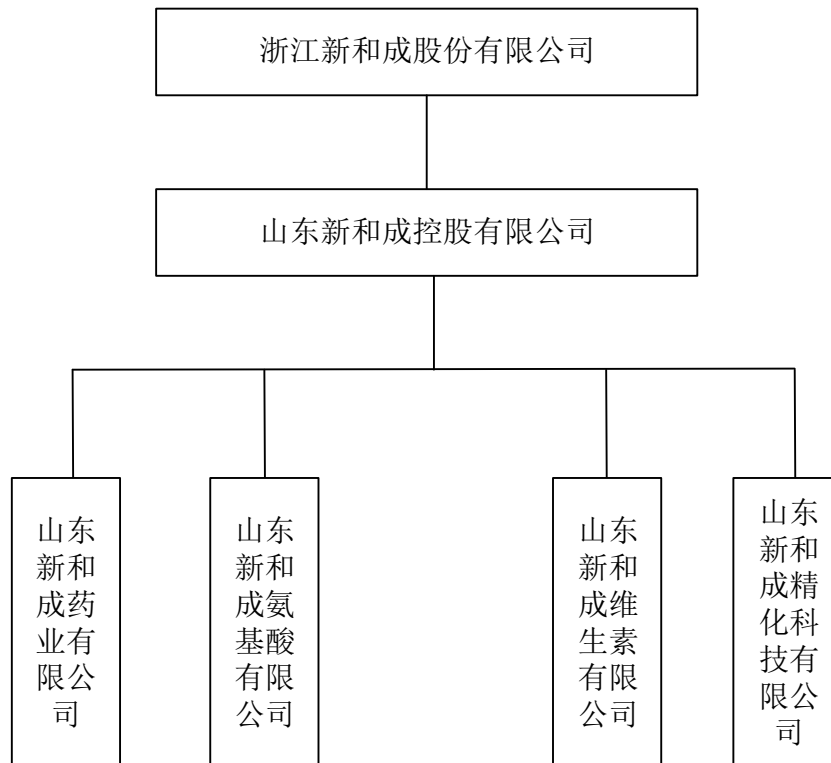 浙江新和成股份有限公司
山东新和成控股有限公司
山东
新和
成药
业有
限公
司
山东
新和
成氨
基酸
有限
公司
山东
新和
成维
生素
有限
公司
山东
新和
成精
化科
技有
限公
司